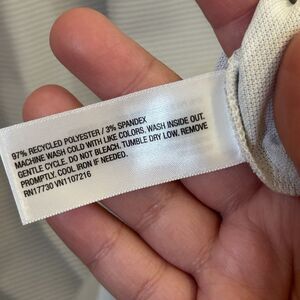 97% RECYCLED POLYESTER / 3% SPANDEX
MACHINE WASH COLD WITH LIKE COLORS. WASH INSIDE OUT.
GENTLE CYCLE. DO NOT BLEACH. TUMBLE DRY LOW. REMOVE
PROMPTLY. COOL IRON IF NEEDED.
RN17730 VN1107216